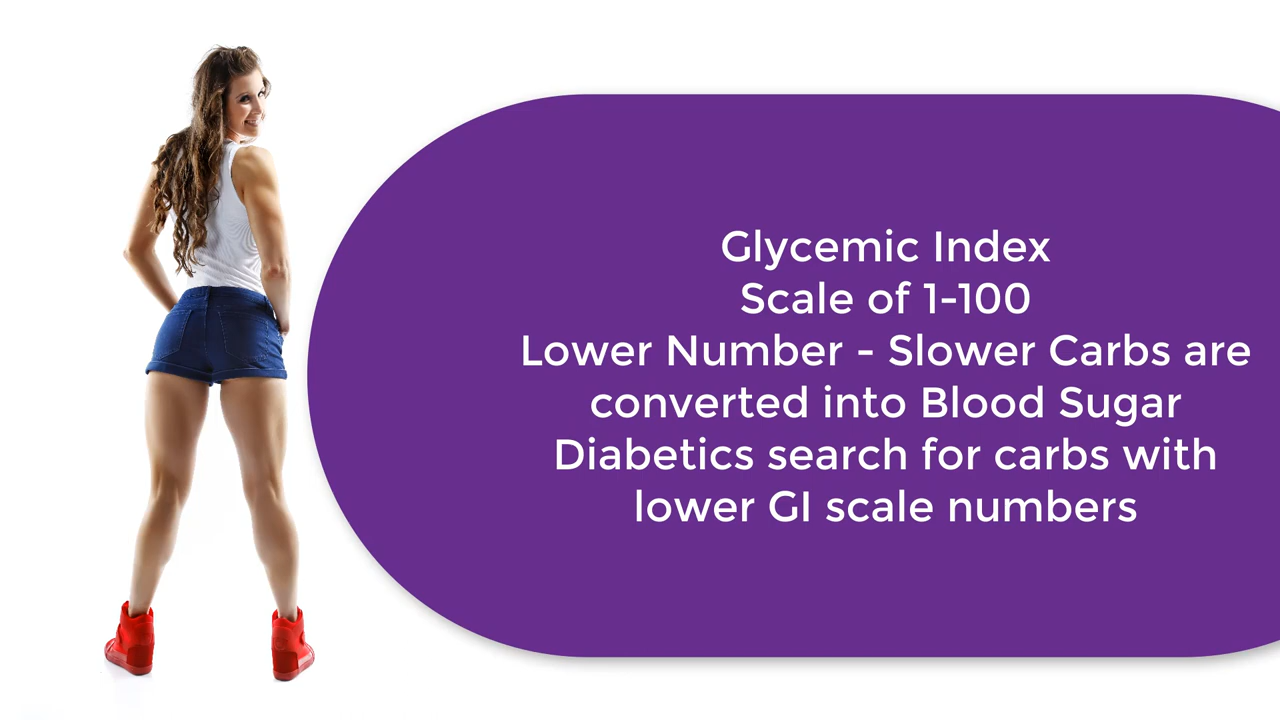 Glycemic Index
Scale of 1-100
Lower Number - Slower Carbs are
converted into Blood Sugar
Diabetics search for carbs with
lower GI scale numbers